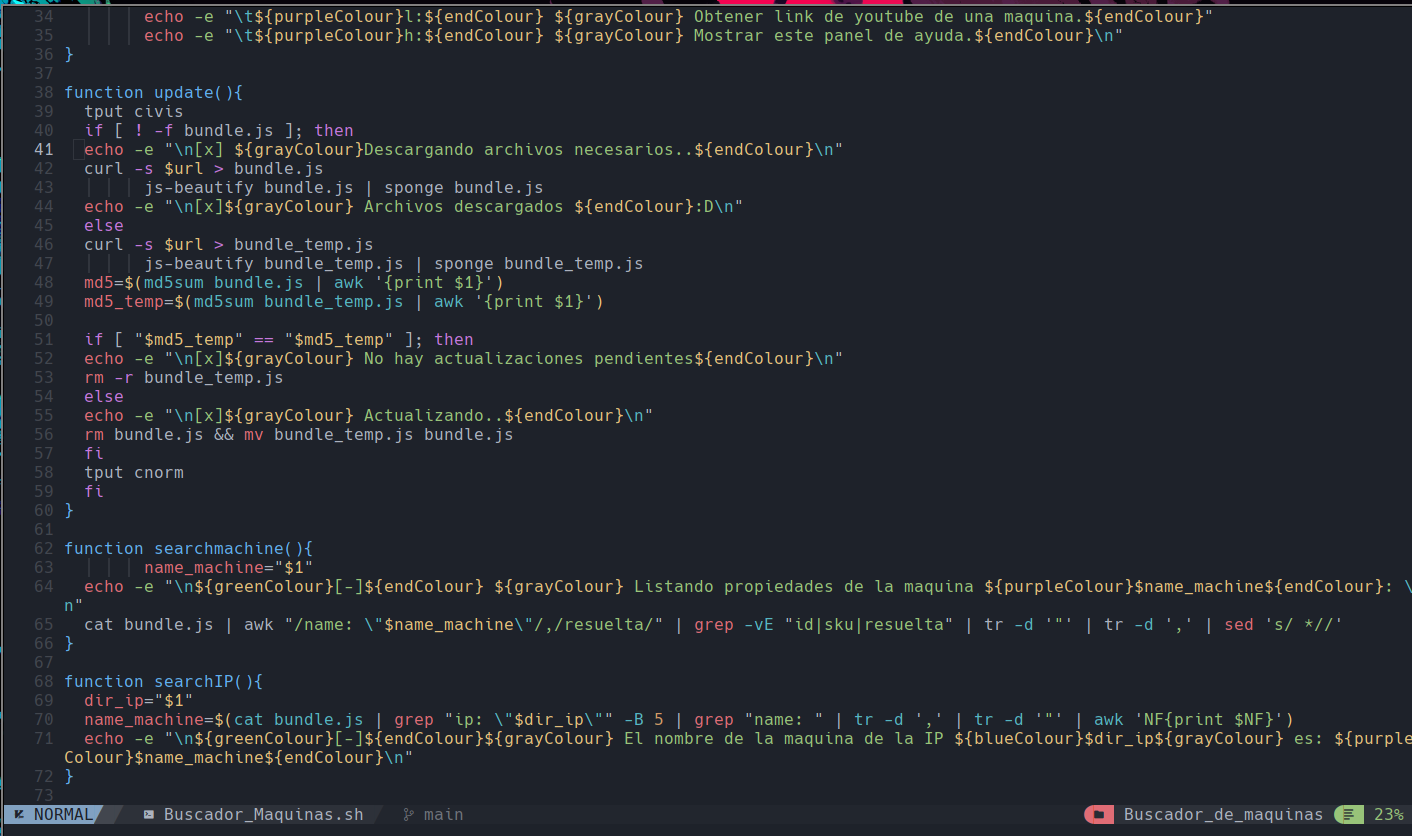 34         echo -e "\t${purpleColour}l:${endColour} ${grayColour} Obtener link de youtube de una maquina.${endColour}"
35         echo -e "\t${purpleColour}h:${endColour} ${grayColour} Mostrar este panel de ayuda.${endColour}\n"
36 }
37
38 function update(){
39   tput civis
40   if [ ! -f bundle.js ]; then
41   echo -e "\n[x] ${grayColour}Descargando archivos necesarios..${endColour}\n"
42   curl -s $url > bundle.js
43         js-beautify bundle.js | sponge bundle.js
44   echo -e "\n[x]${grayColour} Archivos descargados ${endColour}:D\n"
45   else
46   curl -s $url > bundle_temp.js
47         js-beautify bundle_temp.js | sponge bundle_temp.js
48   md5=$(md5sum bundle.js | awk '{print $1}')
49   md5_temp=$(md5sum bundle_temp.js | awk '{print $1}')
50
51   if [ "$md5_temp" == "$md5_temp" ]; then
52   echo -e "\n[x]${grayColour} No hay actualizaciones pendientes${endColour}\n"
53   rm -r bundle_temp.js
54   else
55   echo -e "\n[x]${grayColour} Actualizando..${endColour}\n"
56   rm bundle.js && mv bundle_temp.js bundle.js
57   fi
58   tput cnorm
59   fi
60 }
61
62 function searchmachine(){
63         name_machine="$1"
64   echo -e "\n${greenColour}[-]${endColour} ${grayColour} Listando propiedades de la maquina ${purpleColour}$name_machine${endColour}: \
n"
65   cat bundle.js | awk "/name: \"$name_machine\"/,/resuelta/" | grep -vE "id|sku|resuelta" | tr -d '"' | tr -d ',' | sed 's/ *//'
66 }
67
68 function searchIP(){
69   dir_ip="$1"
70   name_machine=$(cat bundle.js | grep "ip: \"$dir_ip\"" -B 5 | grep "name: " | tr -d ',' | tr -d '"' | awk 'NF{print $NF}')
71   echo -e "\n${greenColour}[-]${endColour}${grayColour} El nombre de la maquina de la IP ${blueColour}$dir_ip${grayColour} es: ${purple
Colour}$name_machine${endColour}\n"
72 }
73
NORMAL Buscador_Maquinas.sh main Buscador_de_maquinas 23%